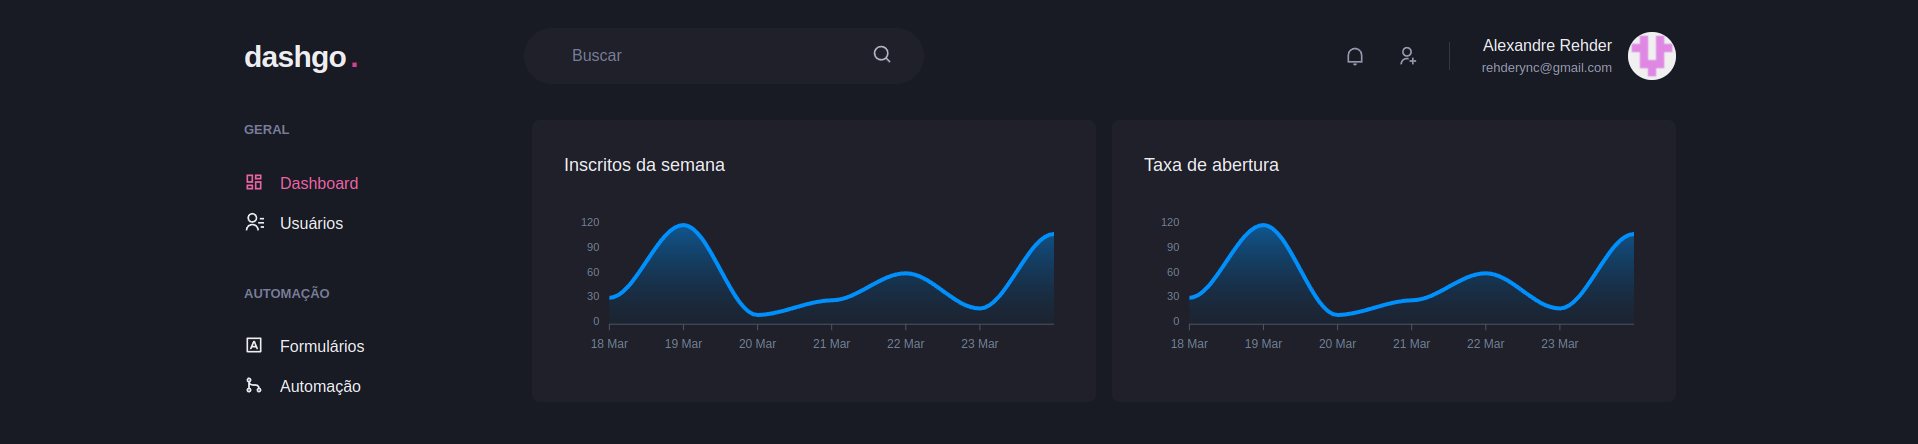 dashgo.
Buscar
Alexandre Rehder
rehderync@gmail.com
GERAL
Dashboard
Usuários
AUTOMAÇÃO
Formulários
Automação
Inscritos da semana
120
90
60
30
0
18 Mar 19 Mar 20 Mar 21 Mar 22 Mar 23 Mar
Taxa de abertura
120
90
60
30
0
18 Mar 19 Mar 20 Mar 21 Mar 22 Mar 23 Mar